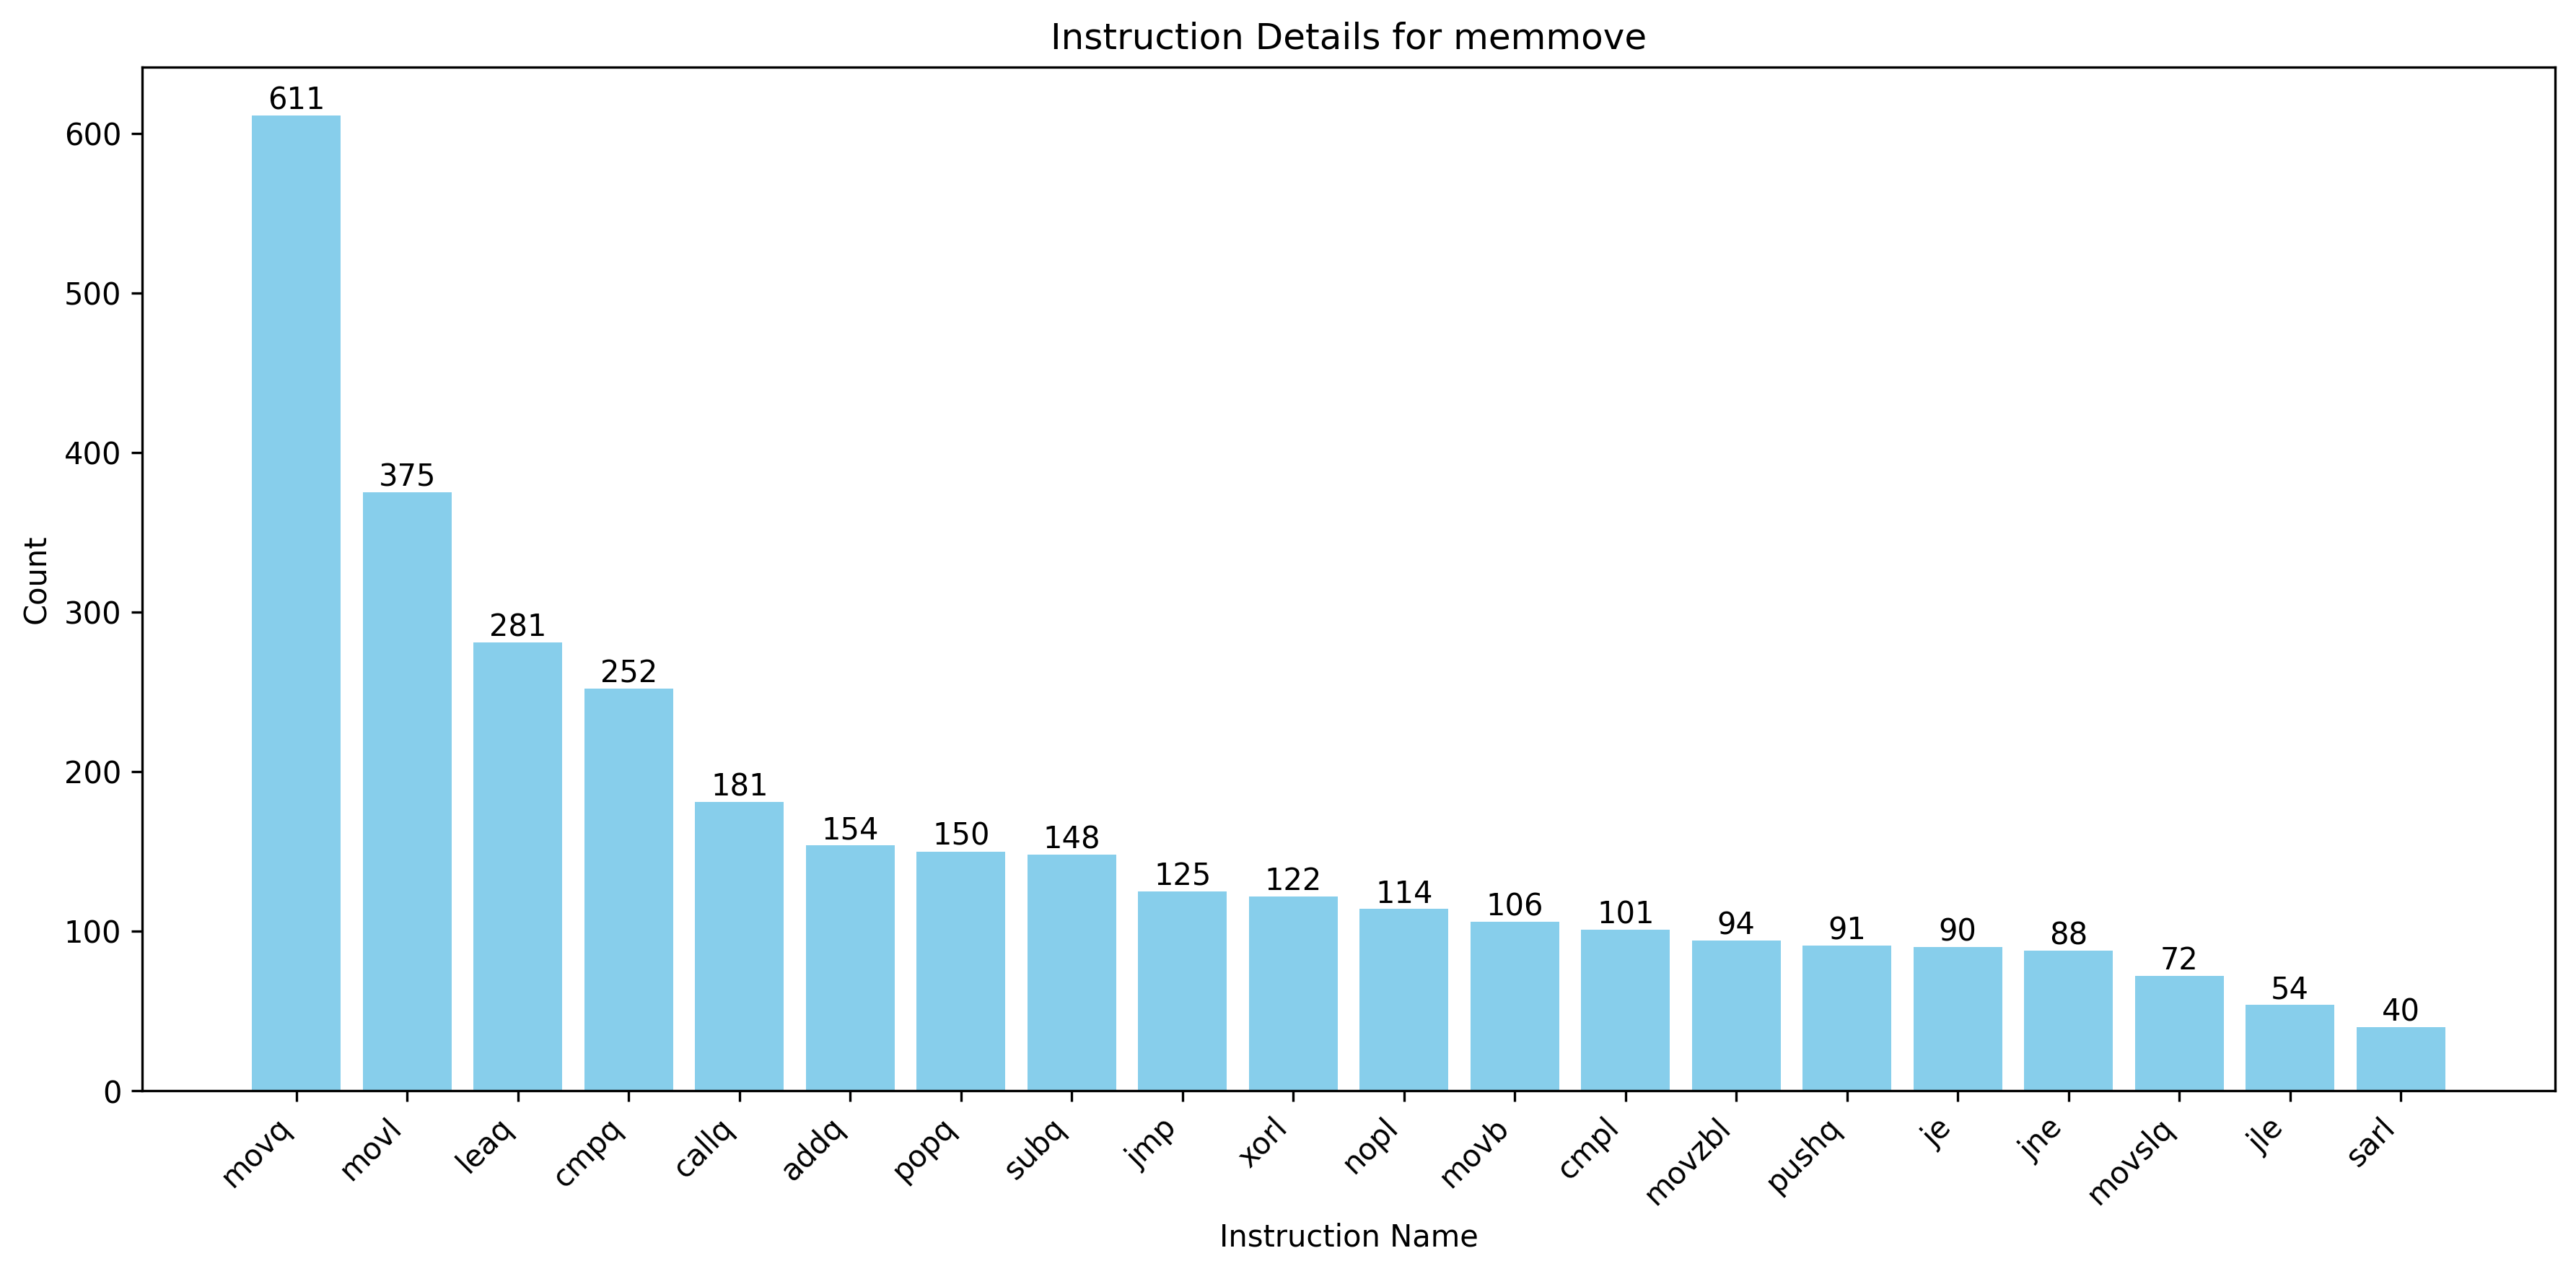 Instruction Details for memmove
Count
600
500
400
300
200
100
0
611
375
281
252
181
154
150
148
125
122
114
106
101
94
91
90
88
72
54
40
movq
movl
leaq
cmpq
callq
addq
popq
subq
jmp
xorl
nopl
movb
cmpl
movzbl
pushq
je
jne
movslq
jle
sarl
Instruction Name